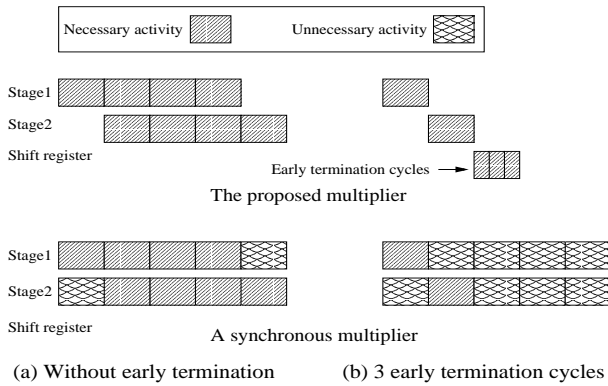 Necessary activity Unnecessary activity
Stage1
Stage2
Shift register
Early termination cycles
The proposed multiplier
Stage1
Stage2
Shift register
A synchronous multiplier
(a) Without early termination (b) 3 early termination cycles